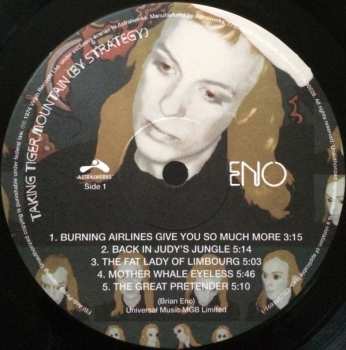 TAKING TIGER MOUNTAIN (BY STRATEGY)
ASTRALWERKS
Side 1
ENO
1. BURNING AIRLINES GIVE YOU SO MUCH MORE 3:15
2. BACK IN JUDY'S JUNGLE 5:14
3. THE FAT LADY OF LIMBOURG 5:03
4. MOTHER WHALE EYELESS 5:46
5. THE GREAT PRETENDER 5:10
(Brian Eno)
Universal Music MGB Limited